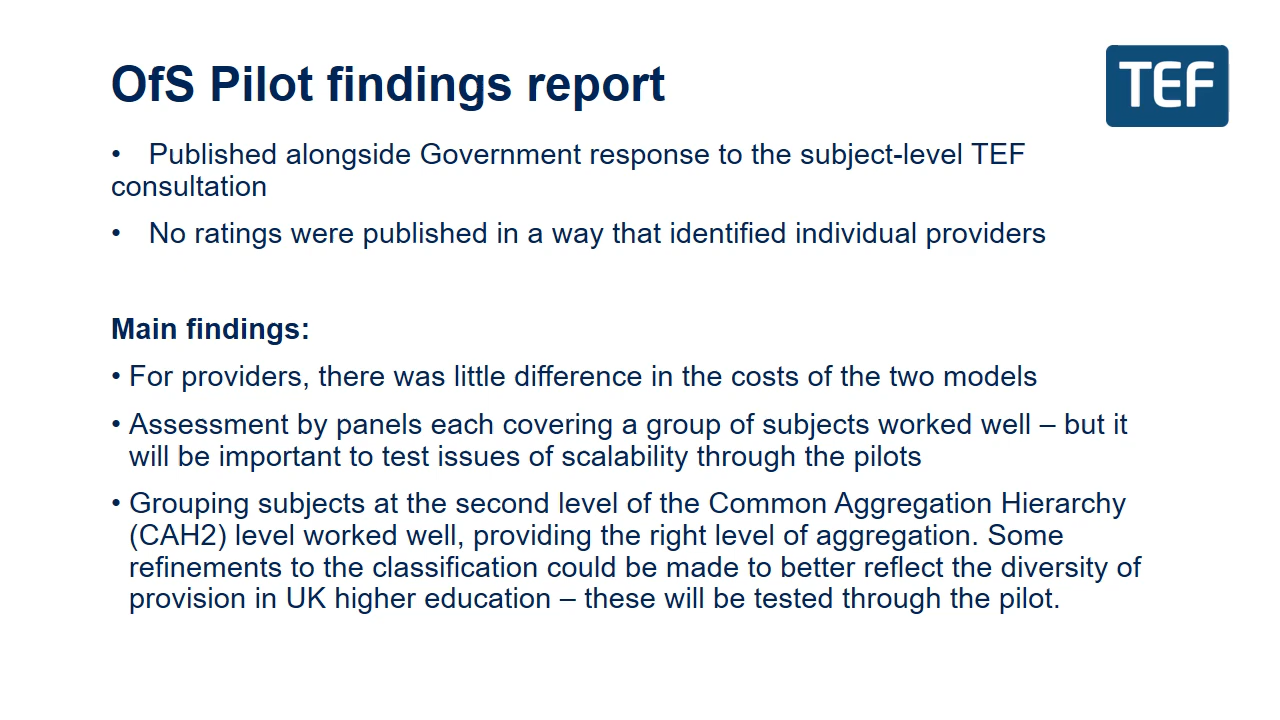 OfS Pilot findings report
TEF
• Published alongside Government response to the subject-level TEF
consultation
• No ratings were published in a way that identified individual providers
Main findings:
• For providers, there was little difference in the costs of the two models
• Assessment by panels each covering a group of subjects worked well – but it
will be important to test issues of scalability through the pilots
• Grouping subjects at the second level of the Common Aggregation Hierarchy
(CAH2) level worked well, providing the right level of aggregation. Some
refinements to the classification could be made to better reflect the diversity of
provision in UK higher education – these will be tested through the pilot.